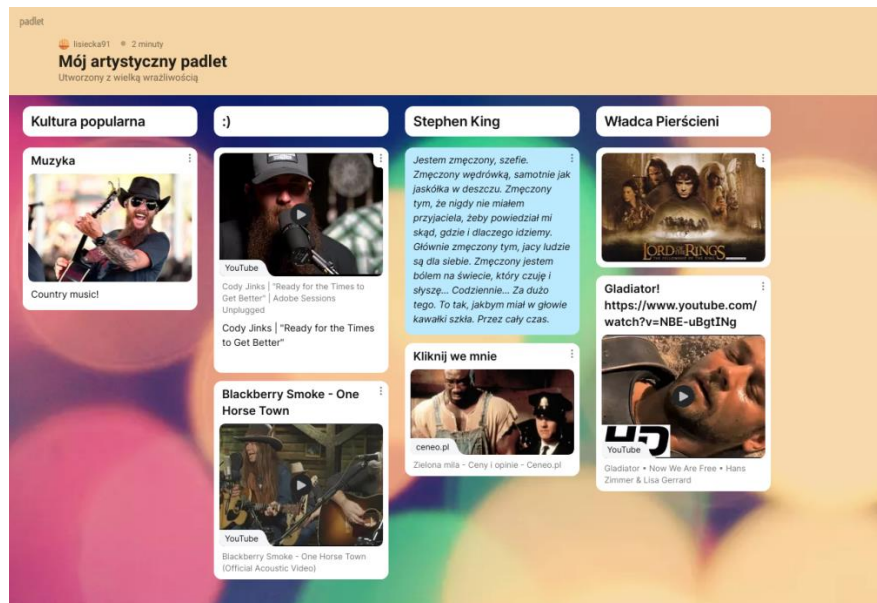 padlet
lisiecka91 • 2 minuty
Mój artystyczny padlet
Utworzony z wielką wrażliwością
Kultura popularna
Muzyka
Country music!
:)
YouTube
Cody Jinks | "Ready for the Times to
Get Better" | Adobe Sessions
Unplugged
Cody Jinks | "Ready for the Times
to Get Better"
Blackberry Smoke - One
Horse Town
YouTube
Blackberry Smoke - One Horse Town
(Official Acoustic Video)
Stephen King
Jestem zmęczony, szefie.
Zmęczony wędrówką, samotnie jak
jaskółka w deszczu. Zmęczony
tym, że nigdy nie miałem
przyjaciela, żeby powiedział mi
skąd, gdzie i dlaczego idziemy.
Głównie zmęczony tym, jacy ludzie
są dla siebie. Zmęczony jestem
bólem na świecie, który czuję i
słyszę... Codziennie... Za dużo
tego. To tak, jakbym miał w głowie
kawałki szkła. Przez cały czas.
Kliknij we mnie
ceneo.pl
Zielona mila - Ceny i opinie - Ceneo.pl
Władca Pierścieni
LORD OF THE RINGS
Gladiator!
https://www.youtube.com/
watch?v=NBE-uBgtINg
HD
YouTube
Gladiator • Now We Are Free • Hans
Zimmer & Lisa Gerrard